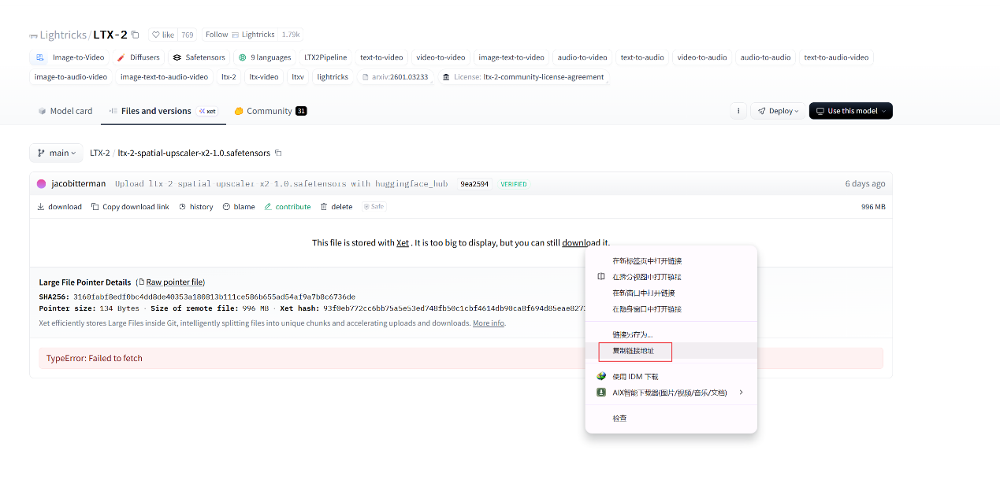 Lightricks/LTX-2 like 769 Follow Lightricks 1.79k
Image-to-Video Diffusers Safetensors 9 languages LTX2Pipeline text-to-video video-to-video image-text-to-video audio-to-video text-to-audio video-to-audio audio-to-audio text-to-audio-video
image-to-audio-video image-text-to-audio-video ltx-2 ltx-video ltxv lightricks arxiv:2601.03233 License: ltx-2-community-license-agreement
Model card Files and versions xet Community 31 Deploy Use this model
main LTX-2 / ltx-2-spatial-upscaler-x2-1.0.safetensors
jacobitterman Upload ltx-2-spatial-upscaler-x2-1.0.safetensors with huggingface_hub 9ea2594 VERIFIED 6 days ago
download Copy download link history blame contribute delete Safe 996 MB
This file is stored with Xet . It is too big to display, but you can still download it.
在新标签页中打开链接
在拆分视图中打开链接
在新窗口中打开链接
在隐身窗口中打开链接
链接另存为...
复制链接地址
使用 IDM 下载
AIX智能下载器(图片/视频/音乐/文档)
检查
Large File Pointer Details ( Raw pointer file)
SHA256: 3160fabf8edf0bc4dd8de40353a180813b111ce586b655ad54af9a7b8c6736de
Pointer size: 134 Bytes · Size of remote file: 996 MB · Xet hash: 93f0eb772cc6bb75a5e53ed748fb50c1cbf4614db90ca8f694d85eae8273
Xet efficiently stores Large Files inside Git, intelligently splitting files into unique chunks and accelerating uploads and downloads. More info.
TypeError: Failed to fetch